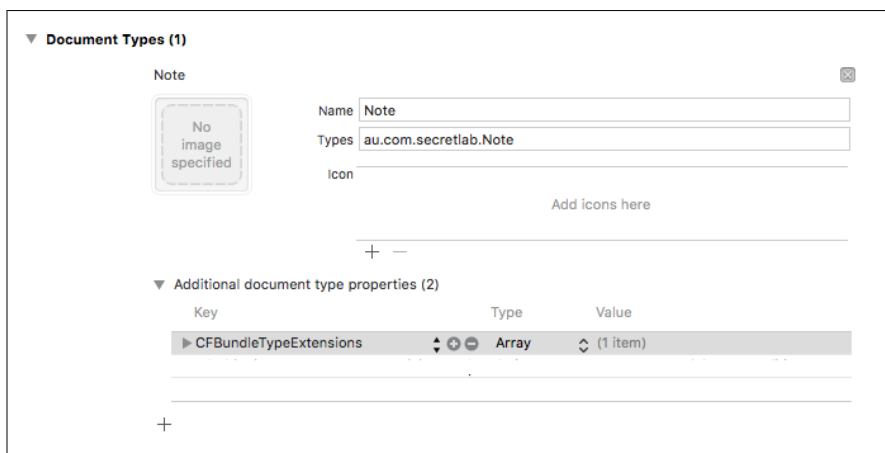 Document Types (1)
Note
No
image
specified
Name Note
Types au.com.secretlab.Note
Icon
Add icons here
Additional document type properties (2)
Key Type Value
CFBundleTypeExtensions Array (1 item)